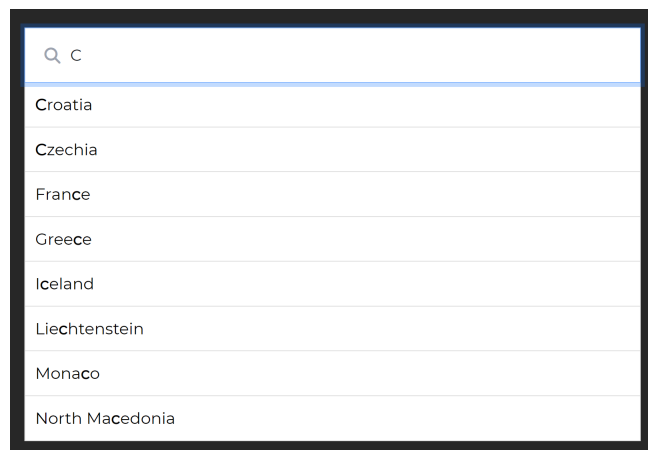 C
Croatia
Czechia
France
Greece
Iceland
Liechtenstein
Monaco
North Macedonia